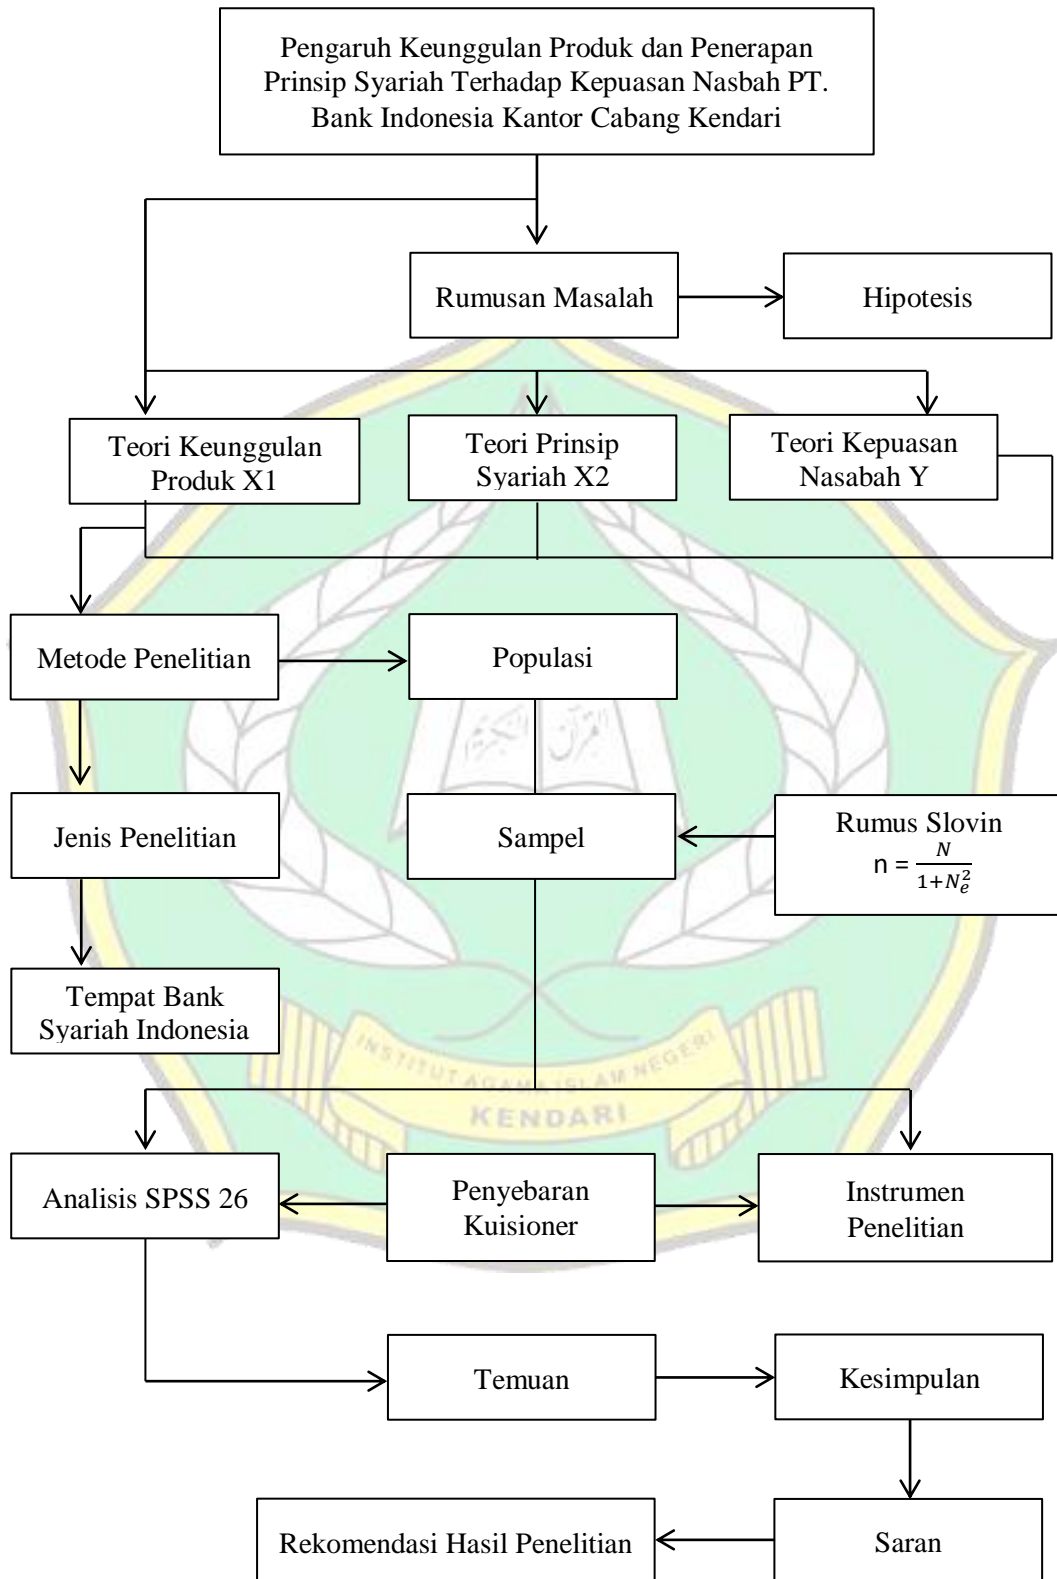 Pengaruh Keunggulan Produk dan Penerapan
Prinsip Syariah Terhadap Kepuasan Nasbah PT.
Bank Indonesia Kantor Cabang Kendari
Rumusan Masalah
Hipotesis
Teori Keunggulan
Produk X1
Teori Prinsip
Syariah X2
Teori Kepuasan
Nasabah Y
Metode Penelitian
Populasi
Jenis Penelitian
Sampel
Rumus Slovin
n = \frac{N}{1+N_e^2}
Tempat Bank
Syariah Indonesia
INSTITUT AGAMA ISLAM NEGERI
KENDARI
Analisis SPSS 26
Penyebaran
Kuisioner
Instrumen
Penelitian
Temuan
Kesimpulan
Rekomendasi Hasil Penelitian
Saran